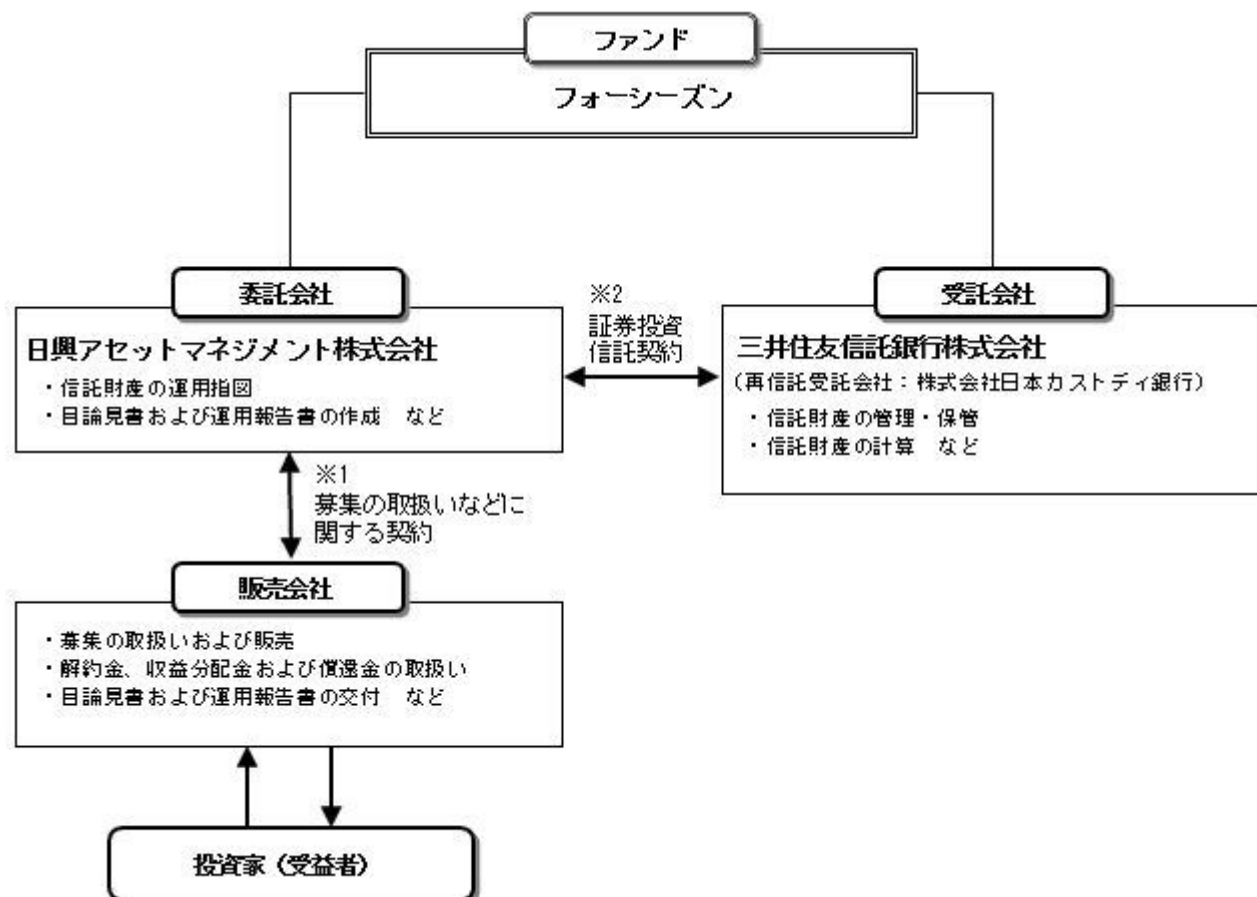 ファンド
フォーシーズン
委託会社
日興アセットマネジメント株式会社
・信託財産の運用指図
・目論見書および運用報告書の作成　など
※2
証券投資
信託契約
受託会社
三井住友信託銀行株式会社
(再信託受託会社：株式会社日本カストディ銀行)
・信託財産の管理・保管
・信託財産の計算　など
※1
募集の取扱いなどに
関する契約
販売会社
・募集の取扱いおよび販売
・解約金、収益分配金および償還金の取扱い
・目論見書および運用報告書の交付　など
投資家（受益者）